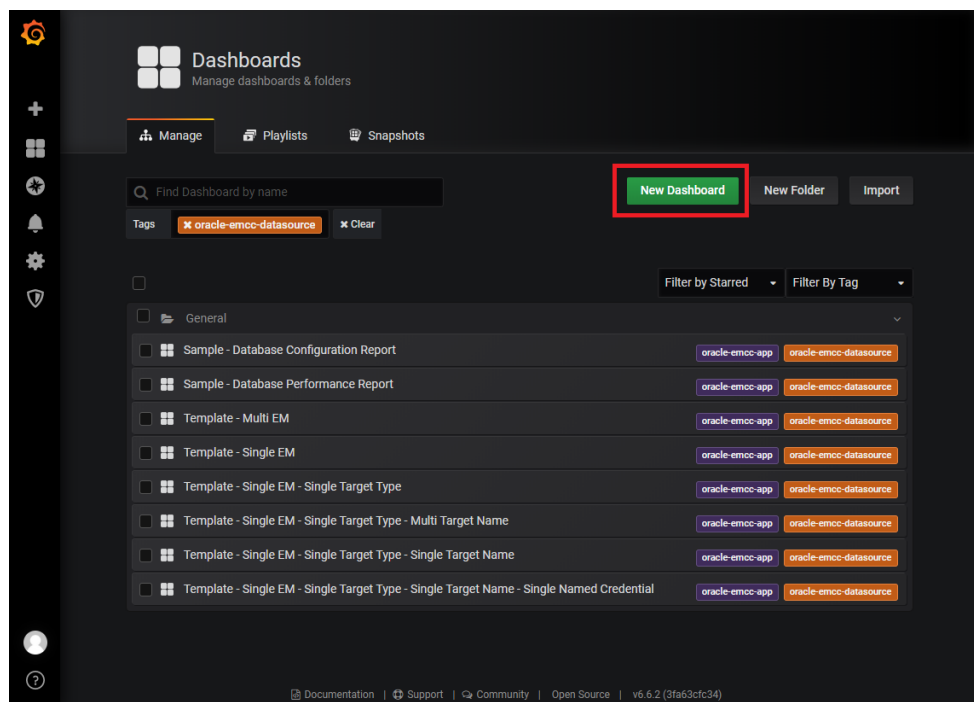 Dashboards
Manage dashboards & folders
Manage Playlists Snapshots
Find Dashboard by name New Dashboard New Folder Import
Tags oracle-emcc-datasource Clear
Filter by Starred Filter By Tag
General
Sample - Database Configuration Report oracle-emcc-app oracle-emcc-datasource
Sample - Database Performance Report oracle-emcc-app oracle-emcc-datasource
Template - Multi EM oracle-emcc-app oracle-emcc-datasource
Template - Single EM oracle-emcc-app oracle-emcc-datasource
Template - Single EM - Single Target Type oracle-emcc-app oracle-emcc-datasource
Template - Single EM - Single Target Type - Multi Target Name oracle-emcc-app oracle-emcc-datasource
Template - Single EM - Single Target Type - Single Target Name oracle-emcc-app oracle-emcc-datasource
Template - Single EM - Single Target Type - Single Target Name - Single Named Credential oracle-emcc-app oracle-emcc-datasource
Documentation | Support | Community | Open Source | v6.6.2 (3fa63cfc34)